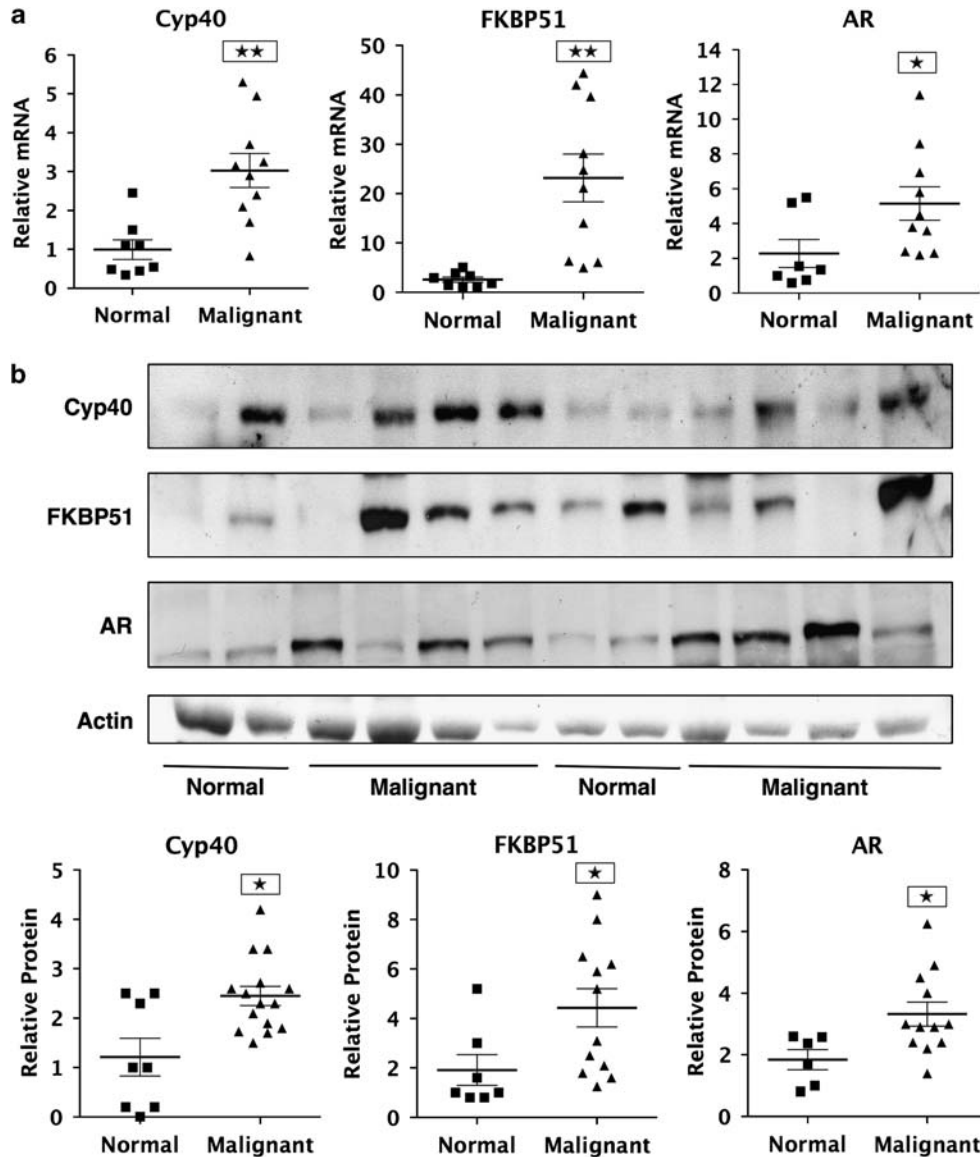 a
Cyp40
FKBP51
AR
★★
★★
★
Relative mRNA
6
5
4
3
2
1
0
Normal Malignant
Relative mRNA
50
40
30
20
10
0
Normal Malignant
Relative mRNA
14
12
10
8
6
4
2
0
Normal Malignant
b
Cyp40
FKBP51
AR
Actin
Normal Malignant Normal Malignant
Cyp40
FKBP51
AR
★
★
★
Relative Protein
5
4
3
2
1
0
Normal Malignant
Relative Protein
10
8
6
4
2
0
Normal Malignant
Relative Protein
8
6
4
2
0
Normal Malignant